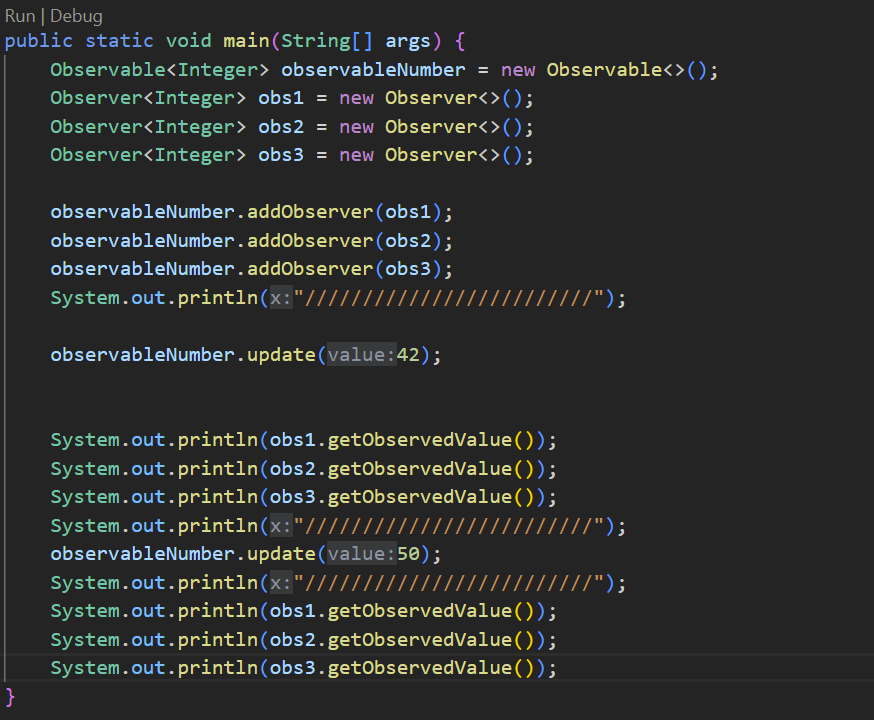 Run | Debug
public static void main(String[] args) {
    Observable<Integer> observableNumber = new Observable<>();
    Observer<Integer> obs1 = new Observer<>();
    Observer<Integer> obs2 = new Observer<>();
    Observer<Integer> obs3 = new Observer<>();

    observableNumber.addObserver(obs1);
    observableNumber.addObserver(obs2);
    observableNumber.addObserver(obs3);
    System.out.println(x:"/////////////////////////");

    observableNumber.update(value:42);


    System.out.println(obs1.getObservedValue());
    System.out.println(obs2.getObservedValue());
    System.out.println(obs3.getObservedValue());
    System.out.println(x:"/////////////////////////");
    observableNumber.update(value:50);
    System.out.println(x:"/////////////////////////");
    System.out.println(obs1.getObservedValue());
    System.out.println(obs2.getObservedValue());
    System.out.println(obs3.getObservedValue());
}